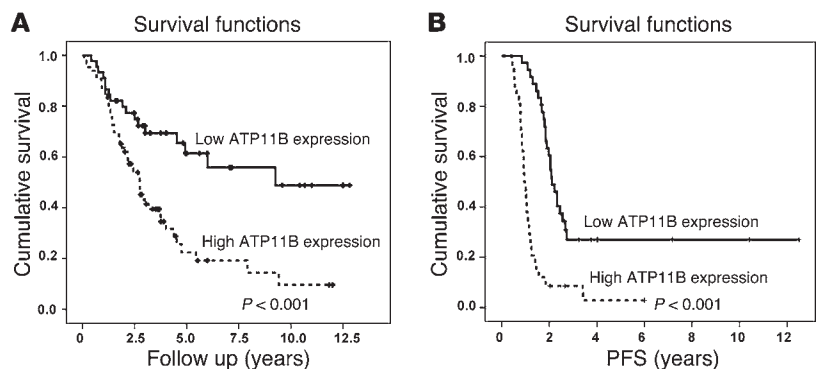 A
Survival functions
Cumulative survival
1.0
0.8
0.6
0.4
0.2
0.0
Low ATP11B expression
High ATP11B expression
P < 0.001
0 2.5 5.0 7.5 10.0 12.5
Follow up (years)
B
Survival functions
Cumulative survival
1.0
0.8
0.6
0.4
0.2
0.0
Low ATP11B expression
High ATP11B expression
P < 0.001
0 2 4 6 8 10 12
PFS (years)